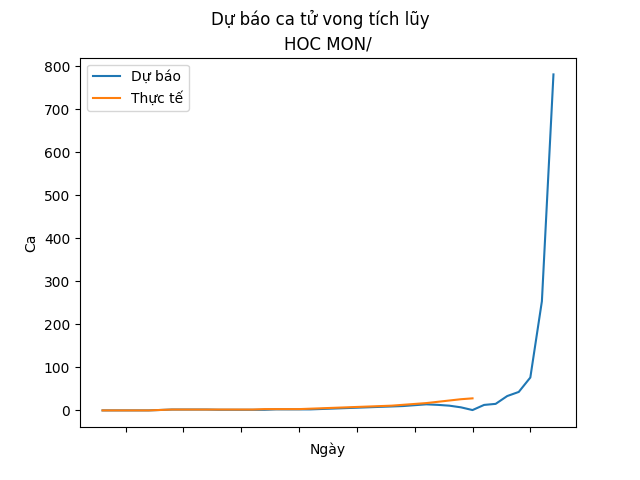 Dự báo ca tử vong tích lũy
HOC MON/
Dự báo
Thực tế
800
700
600
500
400
300
200
100
0
Ca
Ngày